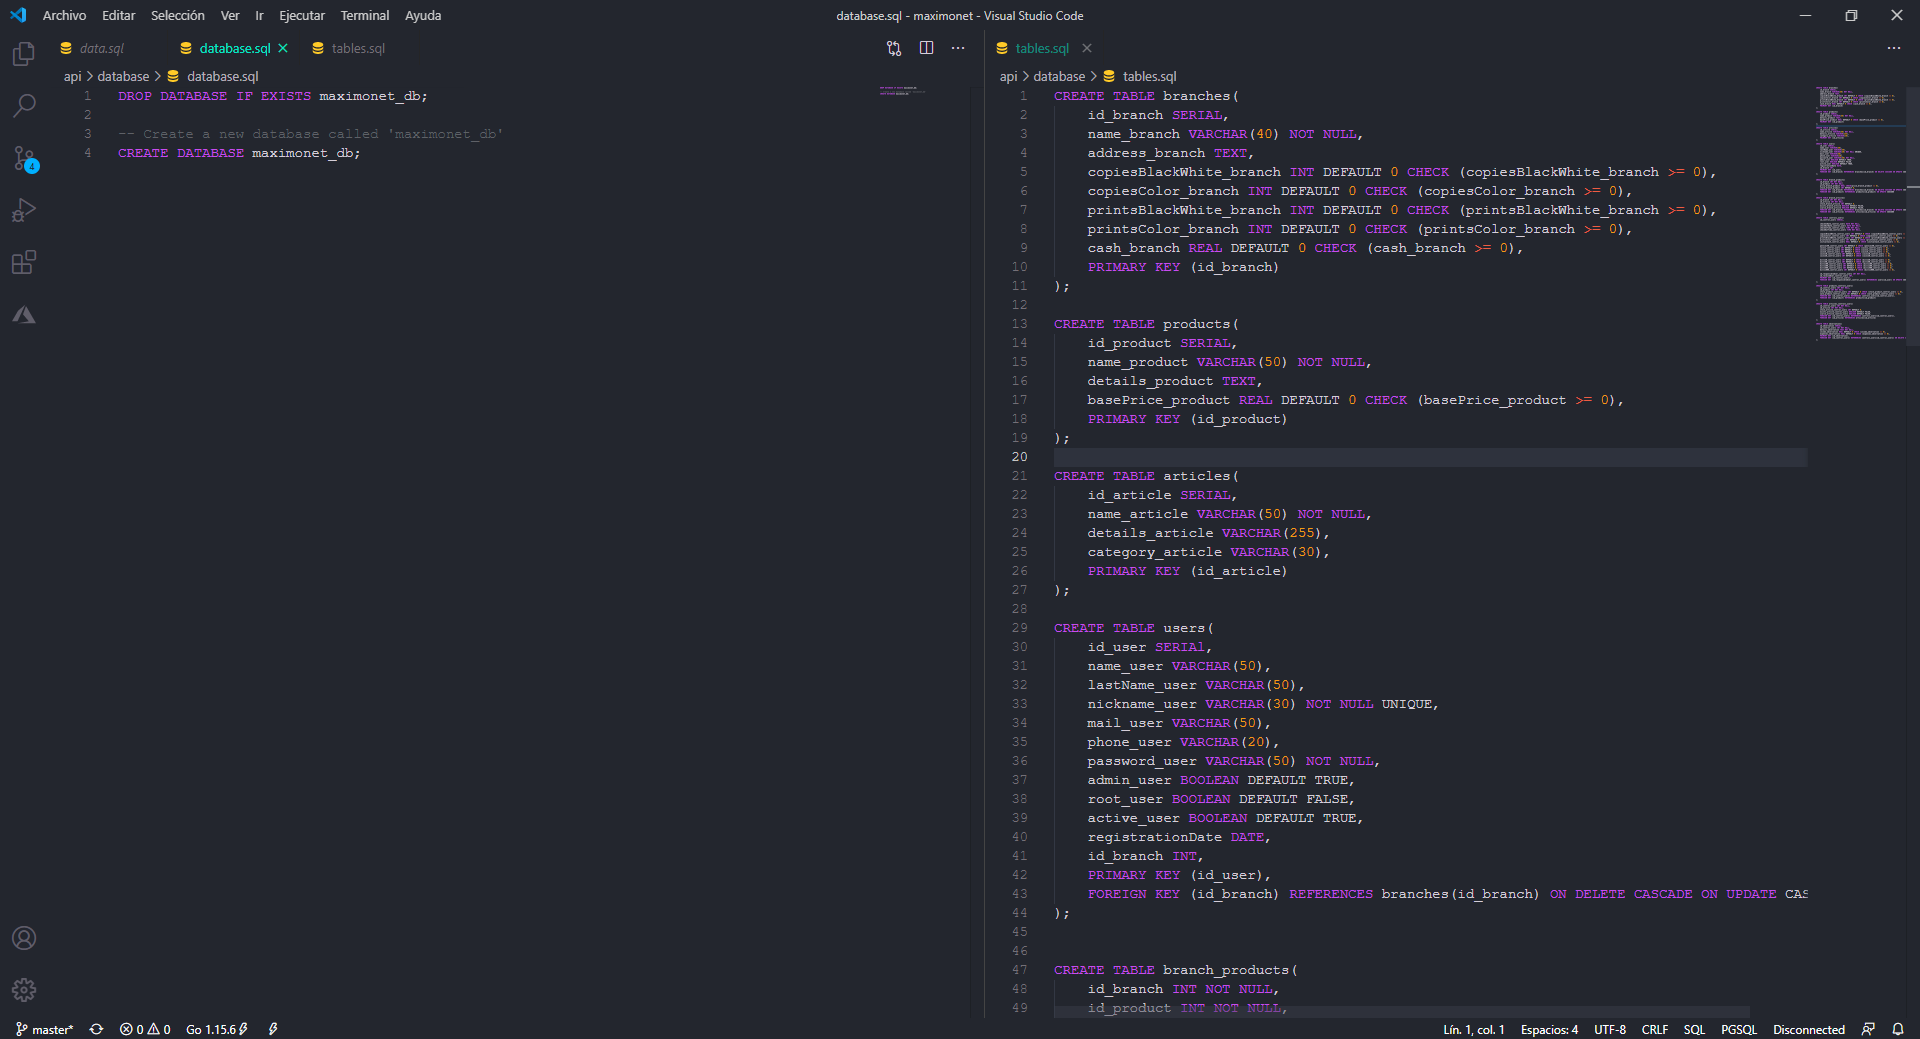 Archivo Editar Selección Ver Ir Ejecutar Terminal Ayuda
database.sql - maximonet - Visual Studio Code
data.sql database.sql tables.sql
api > database > database.sql
1 DROP DATABASE IF EXISTS maximonet_db;
2
3 -- Create a new database called 'maximonet_db'
4 CREATE DATABASE maximonet_db;
tables.sql
api > database > tables.sql
1 CREATE TABLE branches(
2 id_branch SERIAL,
3 name_branch VARCHAR(40) NOT NULL,
4 address_branch TEXT,
5 copiesBlackWhite_branch INT DEFAULT 0 CHECK (copiesBlackWhite_branch >= 0),
6 copiesColor_branch INT DEFAULT 0 CHECK (copiesColor_branch >= 0),
7 printsBlackWhite_branch INT DEFAULT 0 CHECK (printsBlackWhite_branch >= 0),
8 printsColor_branch INT DEFAULT 0 CHECK (printsColor_branch >= 0),
9 cash_branch REAL DEFAULT 0 CHECK (cash_branch >= 0),
10 PRIMARY KEY (id_branch)
11 );
12
13 CREATE TABLE products(
14 id_product SERIAL,
15 name_product VARCHAR(50) NOT NULL,
16 details_product TEXT,
17 basePrice_product REAL DEFAULT 0 CHECK (basePrice_product >= 0),
18 PRIMARY KEY (id_product)
19 );
20
21 CREATE TABLE articles(
22 id_article SERIAL,
23 name_article VARCHAR(50) NOT NULL,
24 details_article VARCHAR(255),
25 category_article VARCHAR(30),
26 PRIMARY KEY (id_article)
27 );
28
29 CREATE TABLE users(
30 id_user SERIAl,
31 name_user VARCHAR(50),
32 lastName_user VARCHAR(50),
33 nickname_user VARCHAR(30) NOT NULL UNIQUE,
34 mail_user VARCHAR(50),
35 phone_user VARCHAR(20),
36 password_user VARCHAR(50) NOT NULL,
37 admin_user BOOLEAN DEFAULT TRUE,
38 root_user BOOLEAN DEFAULT FALSE,
39 active_user BOOLEAN DEFAULT TRUE,
40 registrationDate DATE,
41 id_branch INT,
42 PRIMARY KEY (id_user),
43 FOREIGN KEY (id_branch) REFERENCES branches(id_branch) ON DELETE CASCADE ON UPDATE CAS
44 );
45
46
47 CREATE TABLE branch_products(
48 id_branch INT NOT NULL,
49 id_product INT NOT NULL,
4
master* 0 0 Go 1.15.6
Lín. 1, col. 1 Espacios: 4 UTF-8 CRLF SQL PGSQL Disconnected